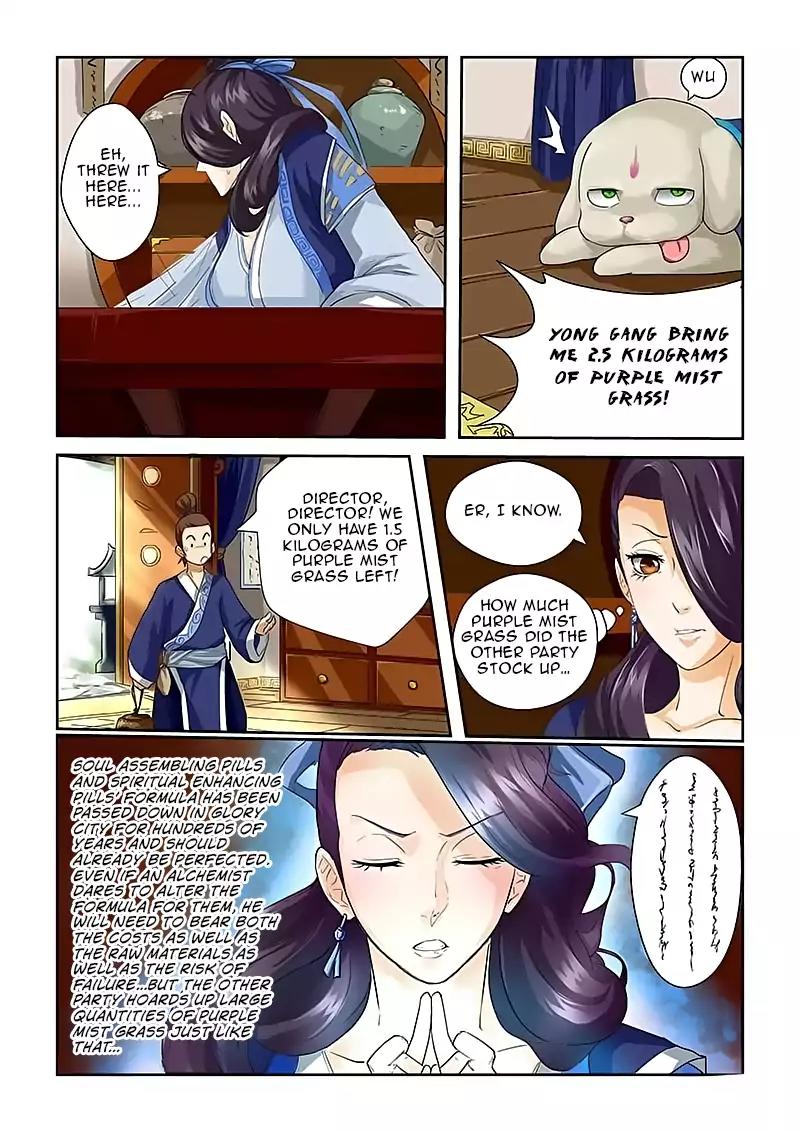 EH,
THREW IT
HERE...
HERE...
WU
YONG GANG BRING
ME 2.5 KILOGRAMS
OF PURPLE MIST
GRASS!
DIRECTOR,
DIRECTOR! WE
ONLY HAVE 1.5
KILOGRAMS OF
PURPLE MIST
GRASS LEFT!
ER, I KNOW.
HOW MUCH
PURPLE MIST
GRASS DID THE
OTHER PARTY
STOCK UP...
SOUL ASSEMBLING PILLS
AND SPIRITUAL ENHANCING
PILLS' FORMULA HAS BEEN
PASSED DOWN IN GLORY
CITY FOR HUNDREDS OF
YEARS AND SHOULD
ALREADY BE PERFECTED.
EVEN IF AN ALCHEMIST
DARES TO ALTER THE
FORMULA FOR THEM, HE
WILL NEED TO BEAR BOTH
THE COSTS AS WELL AS
THE RAW MATERIALS AS
WELL AS THE RISK OF
FAILURE...BUT THE OTHER
PARTY HOARDS UP LARGE
QUANTITIES OF PURPLE
MIST GRASS JUST LIKE
THAT...